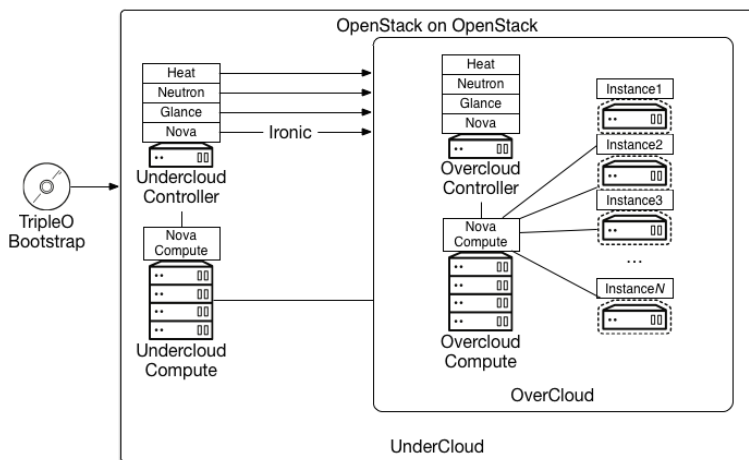 OpenStack on OpenStack
Heat
Neutron
Glance
Nova
Ironic
Undercloud
Controller
TripleO
Bootstrap
Nova
Compute
Undercloud
Compute
Heat
Neutron
Glance
Nova
Overcloud
Controller
Nova
Compute
Overcloud
Compute
Instance1
Instance2
Instance3
...
InstanceN
OverCloud
UnderCloud